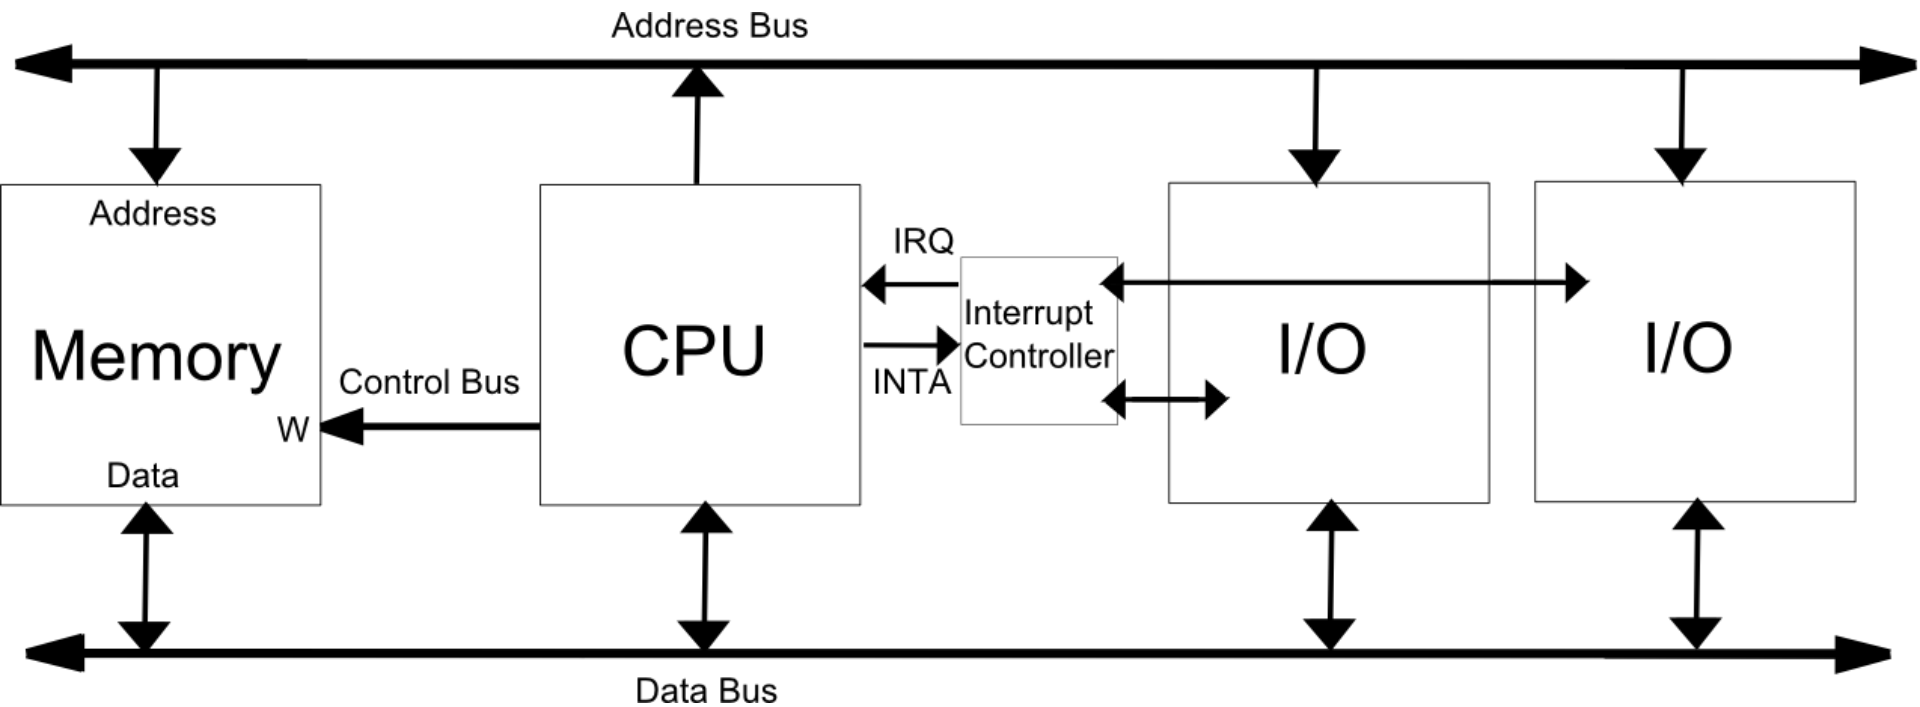 Address Bus
Address
Memory
W
Data
Control Bus
CPU
IRQ
INTA
Interrupt
Controller
I/O
I/O
Data Bus